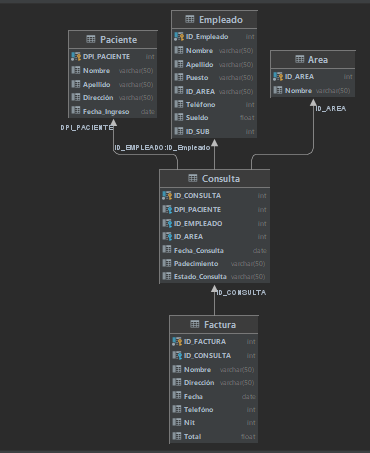 Empleado
ID_Empleado int
Nombre varchar(50)
Apellido varchar(50)
Puesto varchar(50)
ID_AREA varchar(50)
Teléfono int
Sueldo float
ID_SUB int
Paciente
DPI_PACIENTE int
Nombre varchar(50)
Apellido varchar(50)
Dirección varchar(50)
Fecha_Ingreso date
Area
ID_AREA int
Nombre varchar(50)
DPI_PACIENTE
ID_EMPLEADO:ID_Empleado
ID_AREA
Consulta
ID_CONSULTA int
DPI_PACIENTE int
ID_EMPLEADO int
ID_AREA int
Fecha_Consulta date
Padecimiento varchar(50)
Estado_Consulta varchar(50)
ID_CONSULTA
Factura
ID_FACTURA int
ID_CONSULTA int
Nombre varchar(50)
Dirección varchar(50)
Fecha date
Telefóno int
Nit int
Total float